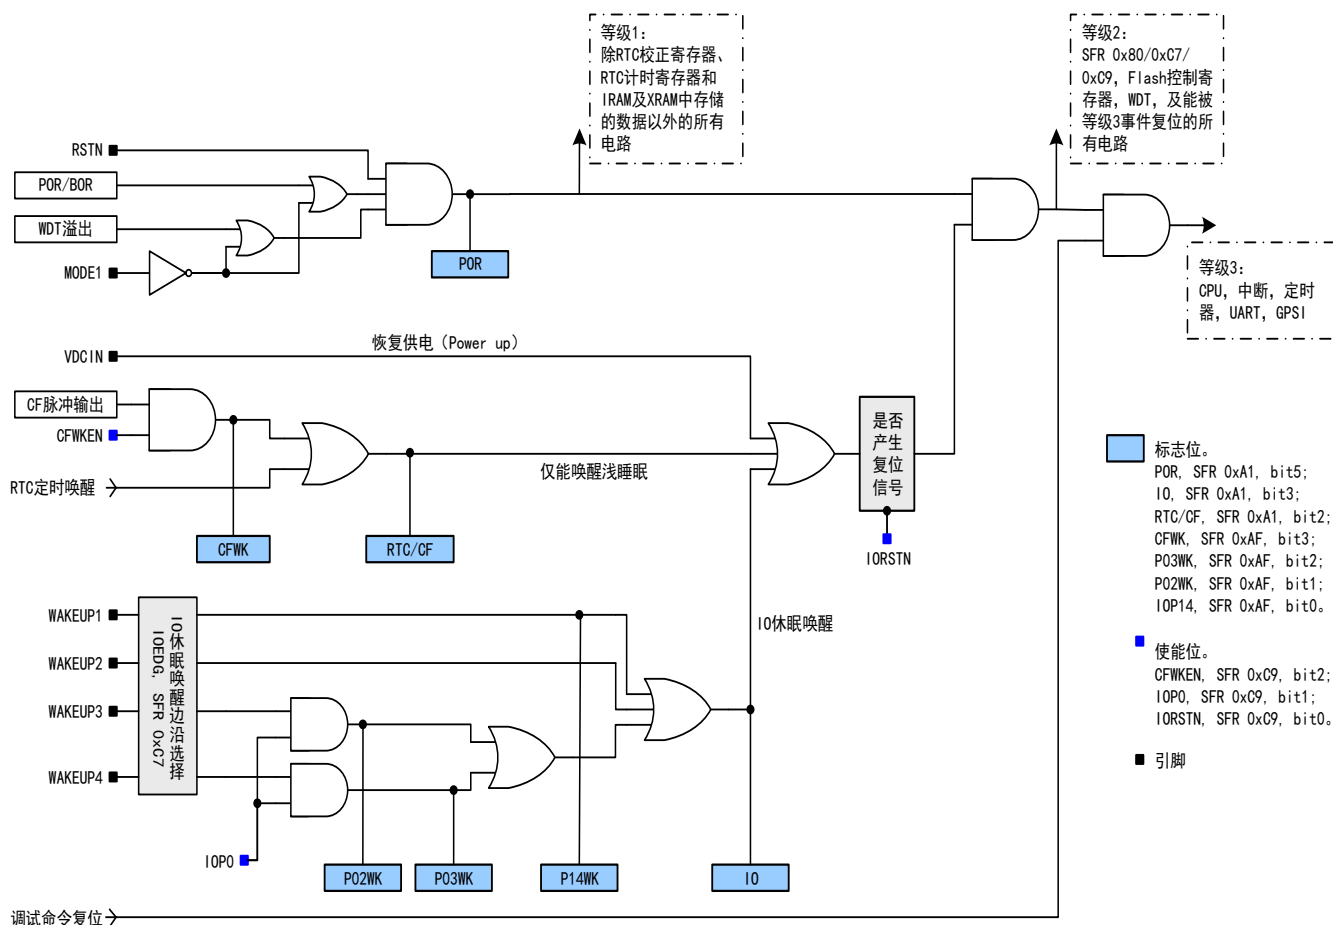 等级1:
除RTC校正寄存器、
RTC计时寄存器和
IRAM及XRAM中存储
的数据以外的所有
电路
等级2:
SFR 0x80/0xC7/
0xC9, Flash控制寄
存器, WDT, 及能被
等级3事件复位的所
有电路
RSTN
POR/BOR
WDT溢出
MODE1
POR
等级3:
CPU, 中断, 定时
器, UART, GPSI
恢复供电（Power up）
VDCIN
CF脉冲输出
CFWKEN
RTC定时唤醒
仅能唤醒浅睡眠
是否
产生
复位
信号
CFWK
RTC/CF
IORSTN
标志位。
POR, SFR 0xA1, bit5;
IO, SFR 0xA1, bit3;
RTC/CF, SFR 0xA1, bit2;
CFWK, SFR 0xAF, bit3;
P03WK, SFR 0xAF, bit2;
P02WK, SFR 0xAF, bit1;
IOP14, SFR 0xAF, bit0。
使能位。
CFWKEN, SFR 0xC9, bit2;
IOP0, SFR 0xC9, bit1;
IORSTN, SFR 0xC9, bit0。
引脚
WAKEUP1
WAKEUP2
WAKEUP3
WAKEUP4
IO休眠唤醒边沿选择
IOEDG, SFR 0xC7
IO休眠唤醒
IOP0
P02WK
P03WK
P14WK
IO
调试命令复位